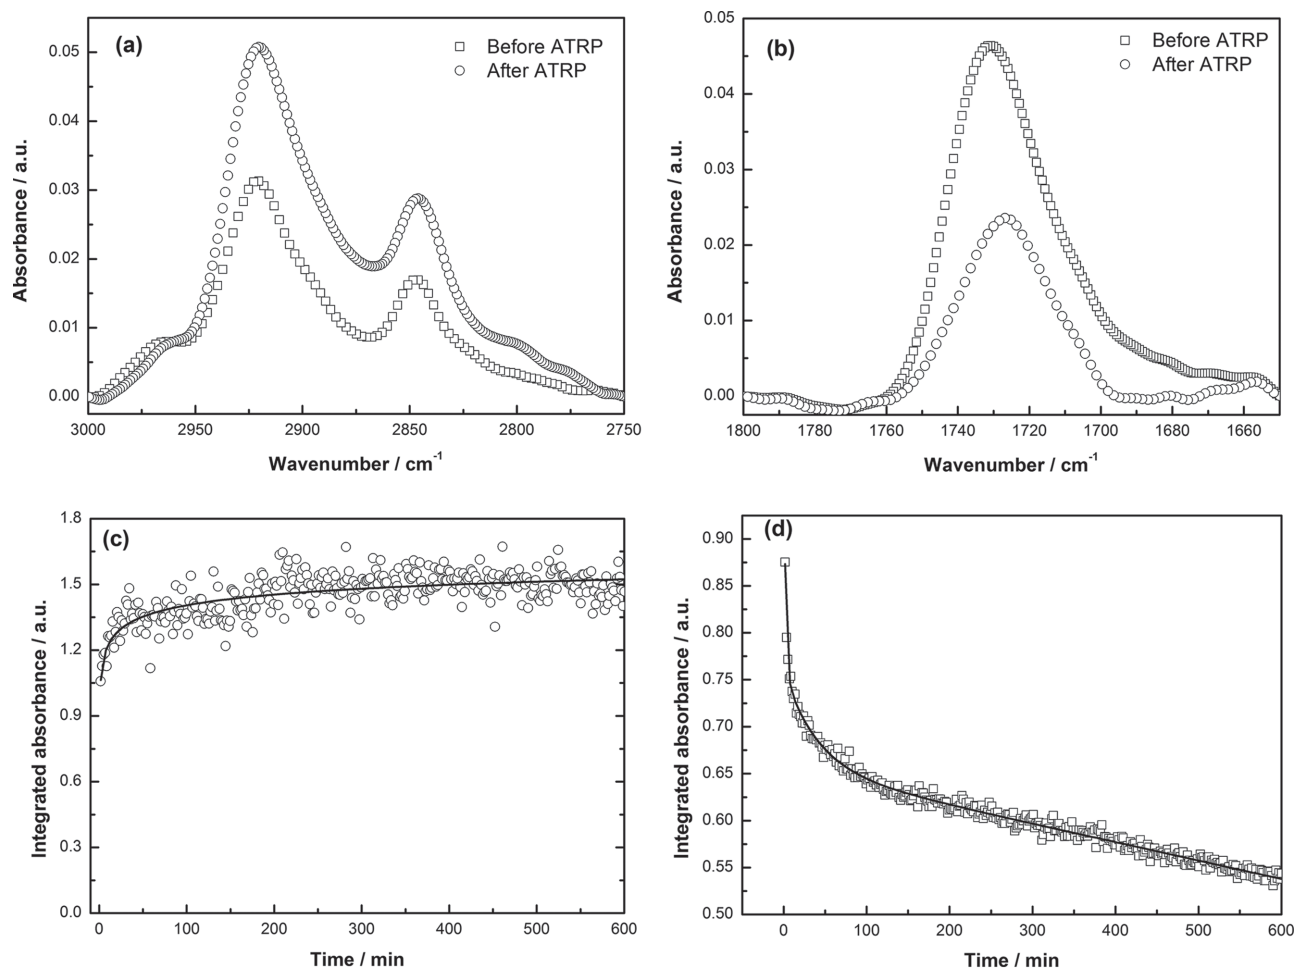 (a)
Before ATRP
After ATRP
0.05
0.04
0.03
0.02
0.01
0.00
3000 2950 2900 2850 2800 2750
Absorbance / a.u.
Wavenumber / cm⁻¹
(b)
Before ATRP
After ATRP
0.05
0.04
0.03
0.02
0.01
0.00
1800 1780 1760 1740 1720 1700 1680 1660
Absorbance / a.u.
Wavenumber / cm⁻¹
(c)
1.8
1.5
1.2
0.9
0.6
0.3
0.0
0 100 200 300 400 500 600
Integrated absorbance / a.u.
Time / min
(d)
0.90
0.85
0.80
0.75
0.70
0.65
0.60
0.55
0.50
0 100 200 300 400 500 600
Integrated absorbance / a.u.
Time / min